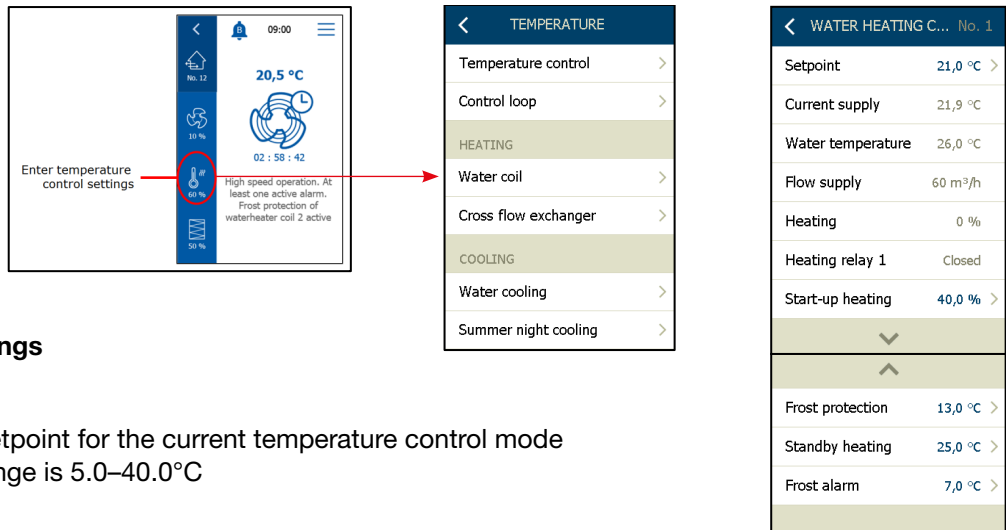 Enter temperature
control settings
B
09:00
No. 12
10 %
60 %
50 %
20,5 °C
02 : 58 : 42
High speed operation. At
least one active alarm.
Frost protection of
waterheater coil 2 active
TEMPERATURE
Temperature control
Control loop
HEATING
Water coil
Cross flow exchanger
COOLING
Water cooling
Summer night cooling
WATER HEATING C... No. 1
Setpoint 21,0 °C
Current supply 21,9 °C
Water temperature 26,0 °C
Flow supply 60 m³/h
Heating 0 %
Heating relay 1 Closed
Start-up heating 40,0 %
Frost protection 13,0 °C
Standby heating 25,0 °C
Frost alarm 7,0 °C
ngs
etpoint for the current temperature control mode
nge is 5.0–40.0°C